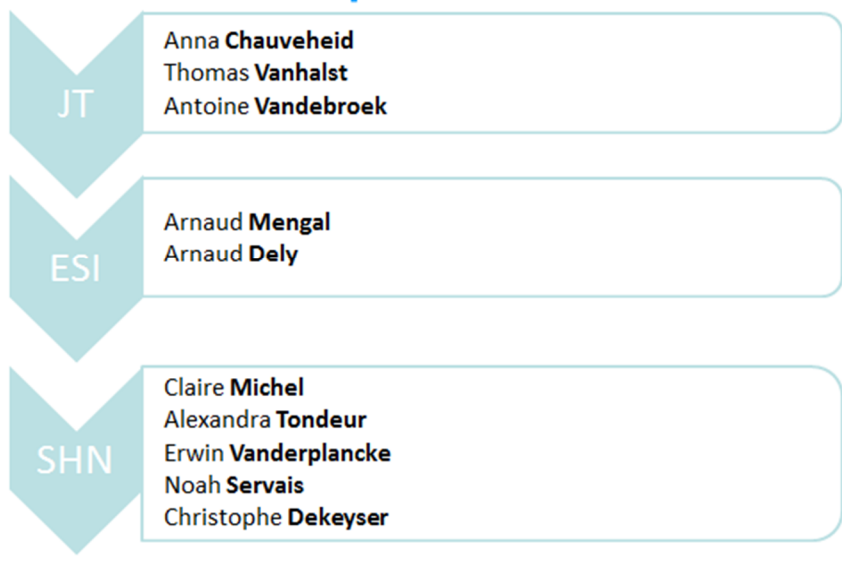 JT
Anna Chauveheid
Thomas Vanhalst
Antoine Vandebroek
ESI
Arnaud Mengal
Arnaud Dely
SHN
Claire Michel
Alexandra Tondeur
Erwin Vanderplancke
Noah Servais
Christophe Dekeyser